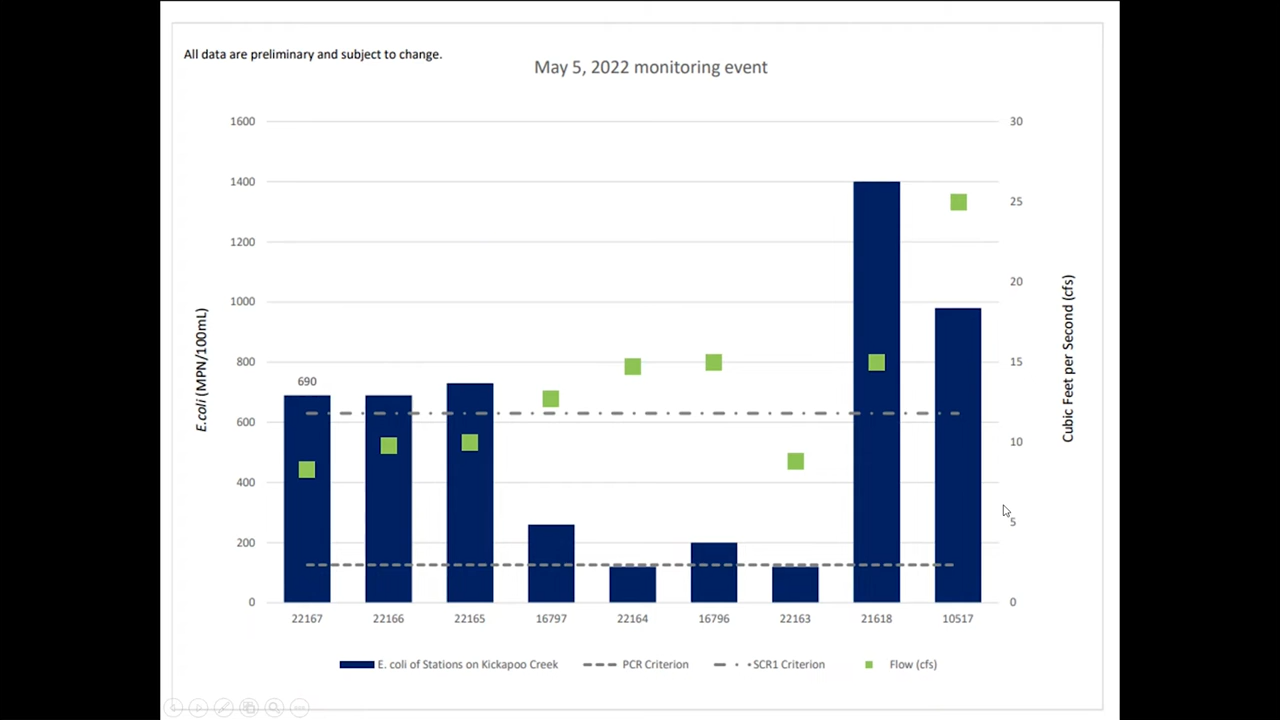 All data are preliminary and subject to change.
May 5, 2022 monitoring event
1600
1400
1200
1000
800
600
400
200
0
30
25
20
15
10
5
0
E.coli (MPN/100mL)
Cubic Feet per Second (cfs)
690
22167 22166 22165 16797 22164 16796 22163 21618 10517
E. coli of Stations on Kickapoo Creek PCR Criterion SCR1 Criterion Flow (cfs)